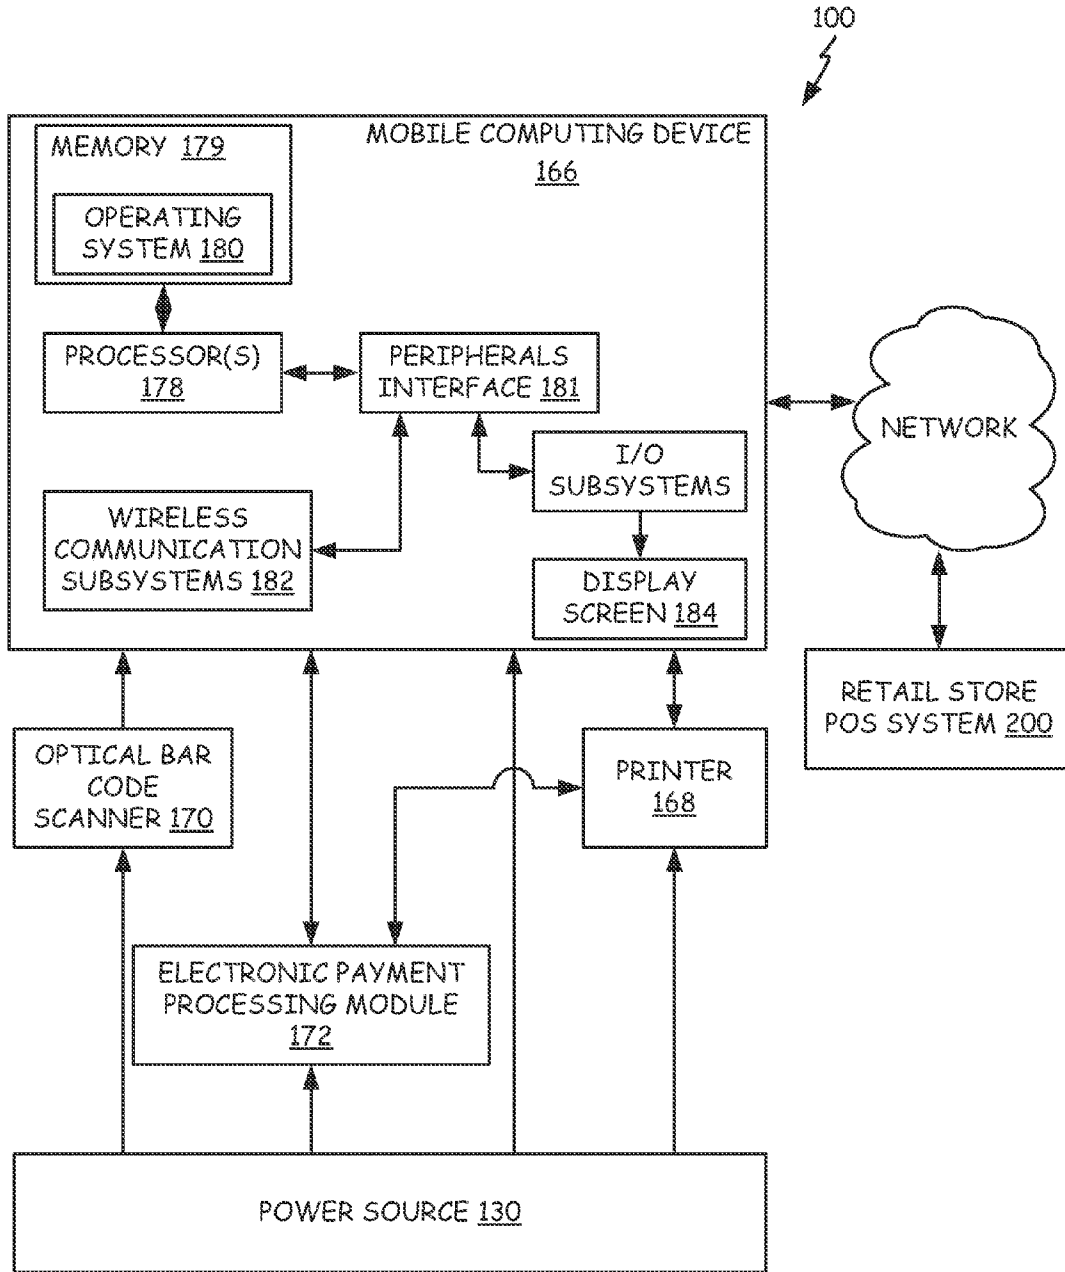 100
MOBILE COMPUTING DEVICE
166
MEMORY 179
OPERATING
SYSTEM 180
PROCESSOR(S)
178
PERIPHERALS
INTERFACE 181
I/O
SUBSYSTEMS
WIRELESS
COMMUNICATION
SUBSYSTEMS 182
DISPLAY
SCREEN 184
NETWORK
RETAIL STORE
POS SYSTEM 200
OPTICAL BAR
CODE
SCANNER 170
PRINTER
168
ELECTRONIC PAYMENT
PROCESSING MODULE
172
POWER SOURCE 130